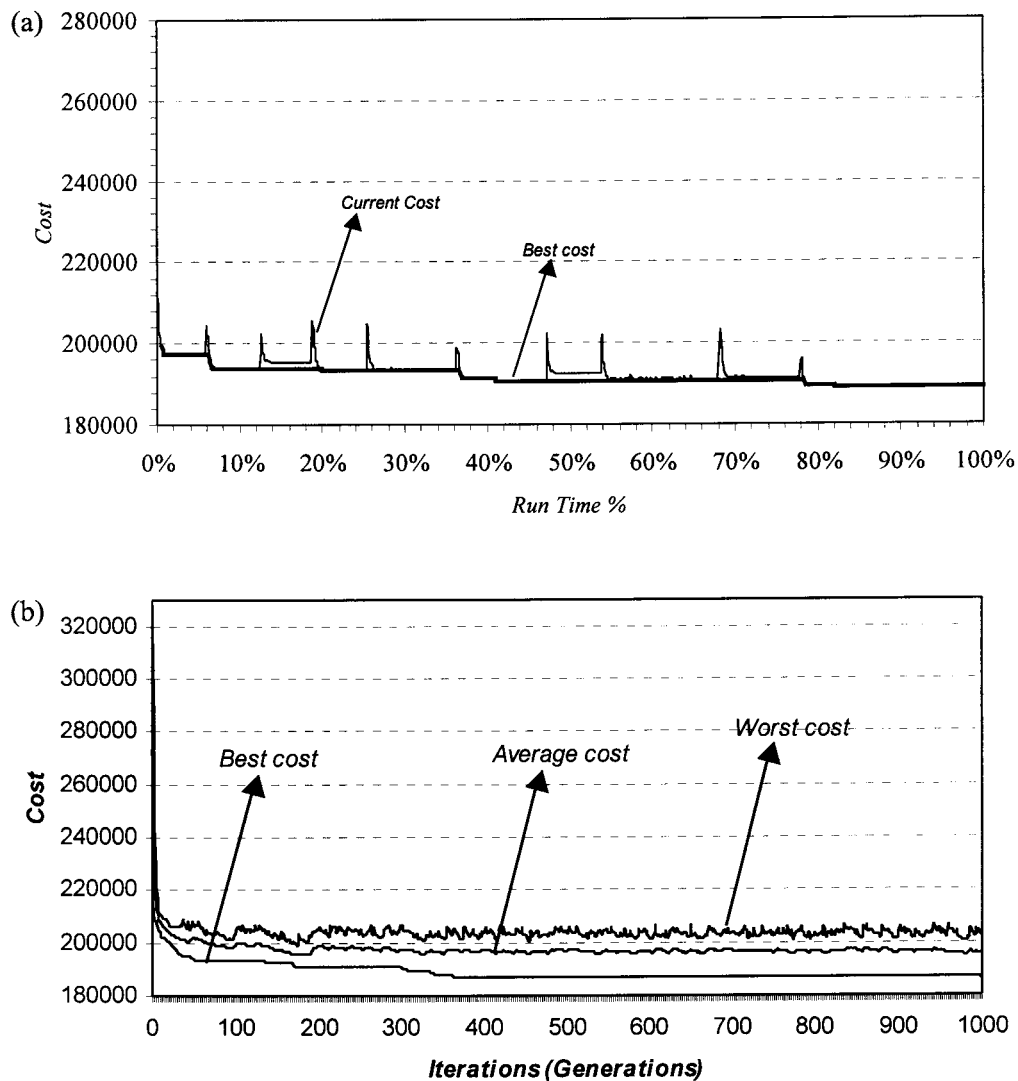 (a)
280000
260000
240000
220000
200000
180000
Cost
Current Cost
Best cost
0% 10% 20% 30% 40% 50% 60% 70% 80% 90% 100%
Run Time %
(b)
320000
300000
280000
260000
240000
220000
200000
180000
Cost
Best cost
Average cost
Worst cost
0 100 200 300 400 500 600 700 800 900 1000
Iterations (Generations)